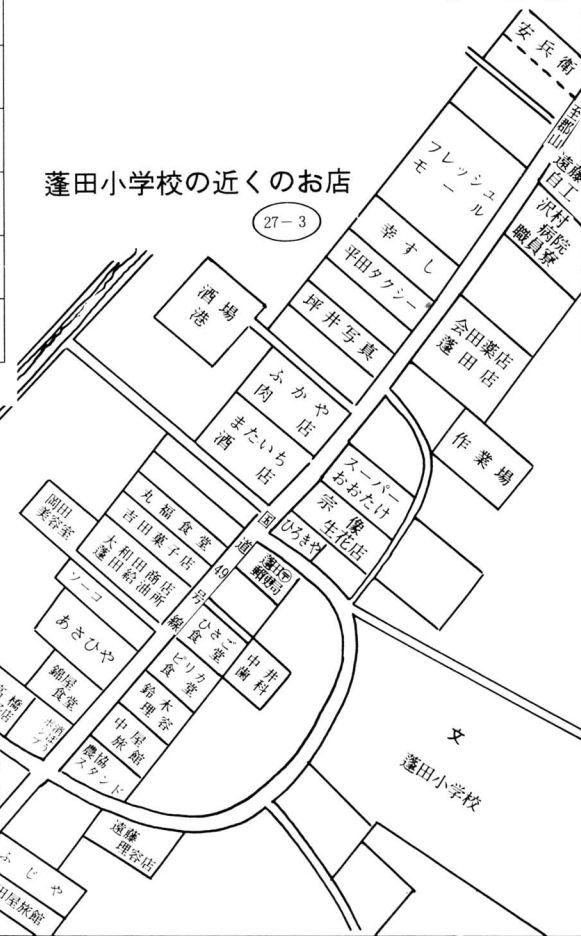 蓬田小学校の近くのお店
27-3
安兵衛
至郡山
遠藤
自工
沢村
病院
職員寮
フレッシュ
モール
幸すし
平田タクシー
坪井写真
会田薬店
蓬田店
作業場
酒場
港
ふかや
肉店
またいち
酒店
スーパー
おおたけ
宗像
生花店
ひろきや
国道49号線
蓬田〒
郵便局
丸福食堂
吉田菓子店
大和田商店
蓬田給油所
岡田
美容室
ソーコ
あさひや
錦屋
食堂
ひさご
食堂
中井
歯科
ピリカ
食堂
鈴木
理容
中屋
旅館
農協
スタンド
遠藤
理容店
文
蓬田小学校
ふじや
田屋旅館